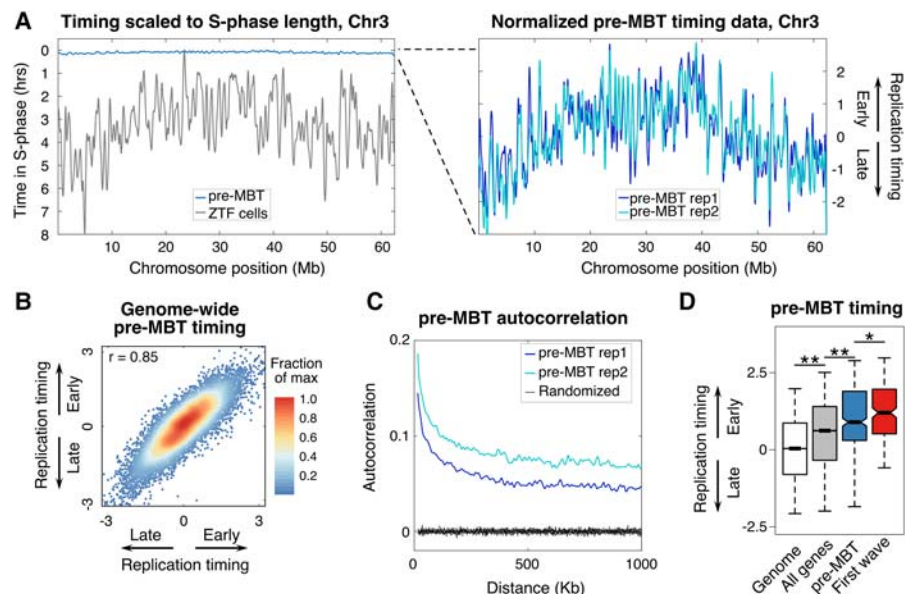 A
Timing scaled to S-phase length, Chr3
Time in S-phase (hrs)
0
1
2
3
4
5
6
7
8
pre-MBT
ZTF cells
10
20
30
40
50
60
Chromosome position (Mb)
Normalized pre-MBT timing data, Chr3
pre-MBT rep1
pre-MBT rep2
10
20
30
40
50
60
Chromosome position (Mb)
2
1
0
-1
-2
Early
Late
Replication timing
B
Genome-wide
pre-MBT timing
r = 0.85
3
0
-3
Replication timing
Early
Late
-3
0
3
Late
Early
Replication timing
Fraction
of max
1.0
0.8
0.6
0.4
0.2
C
pre-MBT autocorrelation
Autocorrelation
0.2
0.1
0
pre-MBT rep1
pre-MBT rep2
Randomized
0
500
1000
Distance (Kb)
D
pre-MBT timing
Replication timing
Early
Late
2.5
0
-2.5
**
**
*
Genome
All genes
pre-MBT
First wave